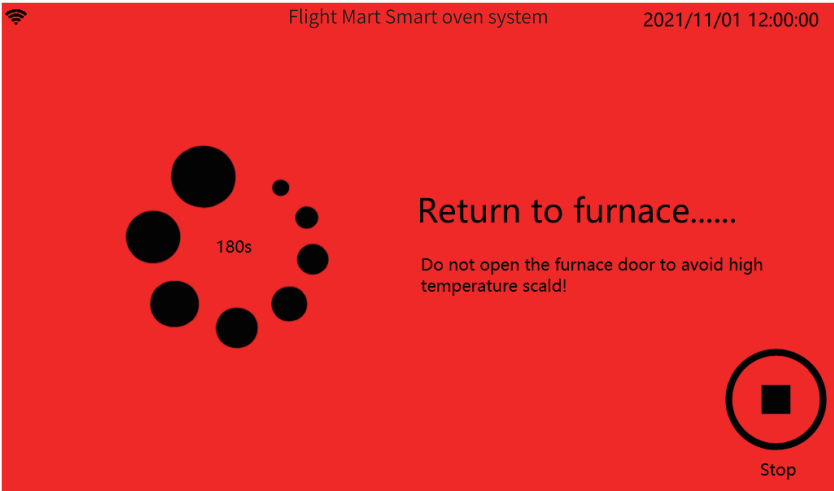 Flight Mart Smart oven system
2021/11/01 12:00:00
180s
Return to furnace......
Do not open the furnace door to avoid high
temperature scald!
Stop